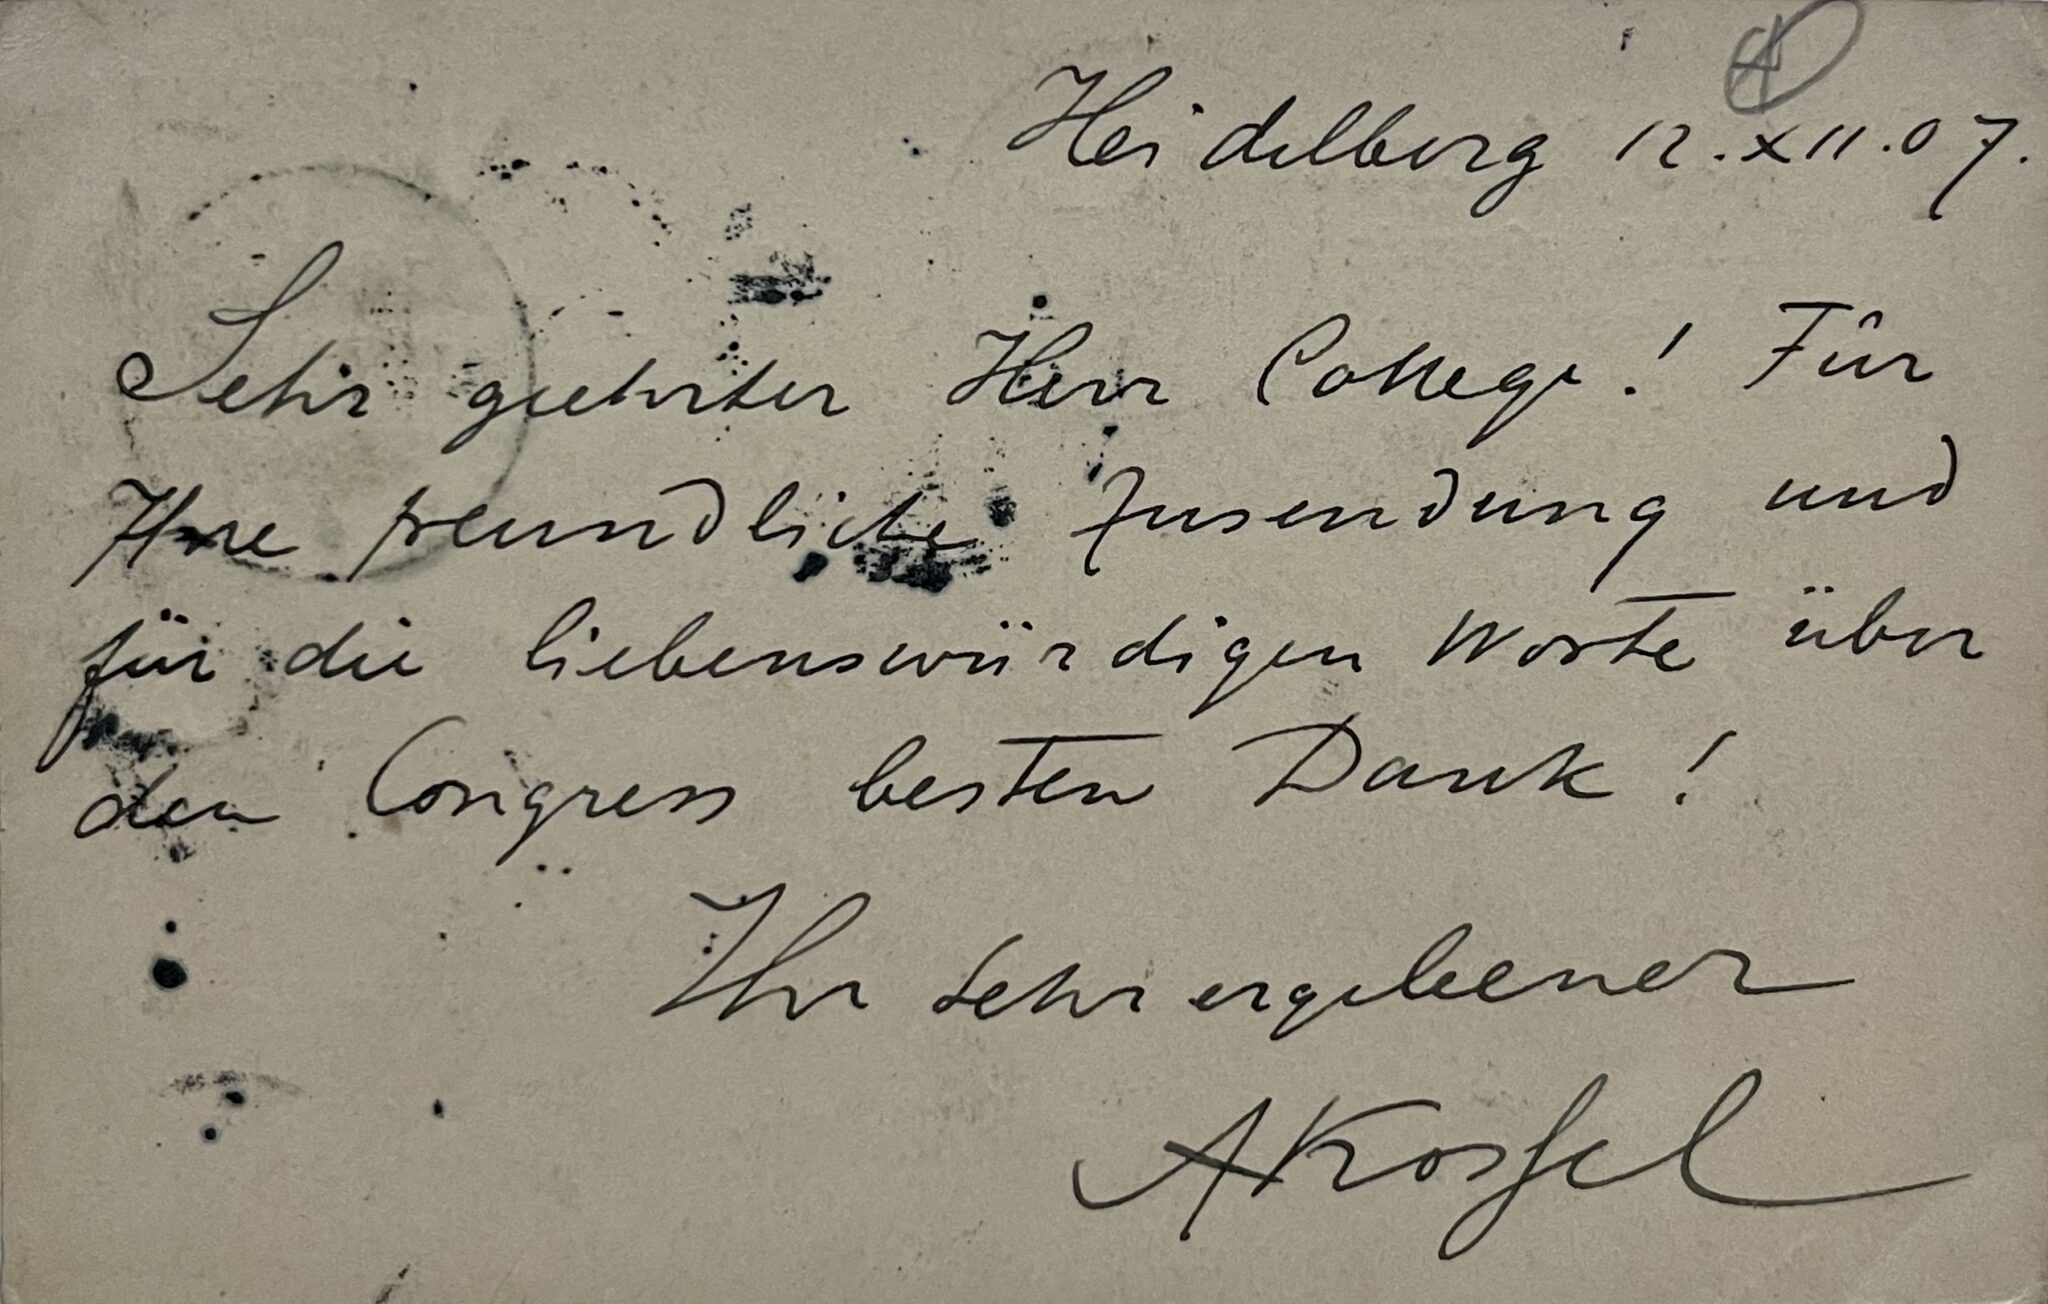 Heidelberg 12.XII.07.
Sehr geehrter Herr College! Für
Ihre freundliche Zusendung und
für die liebenswürdigen Worte über
den Congress besten Dank!
Ihr sehr ergebener
AKossel